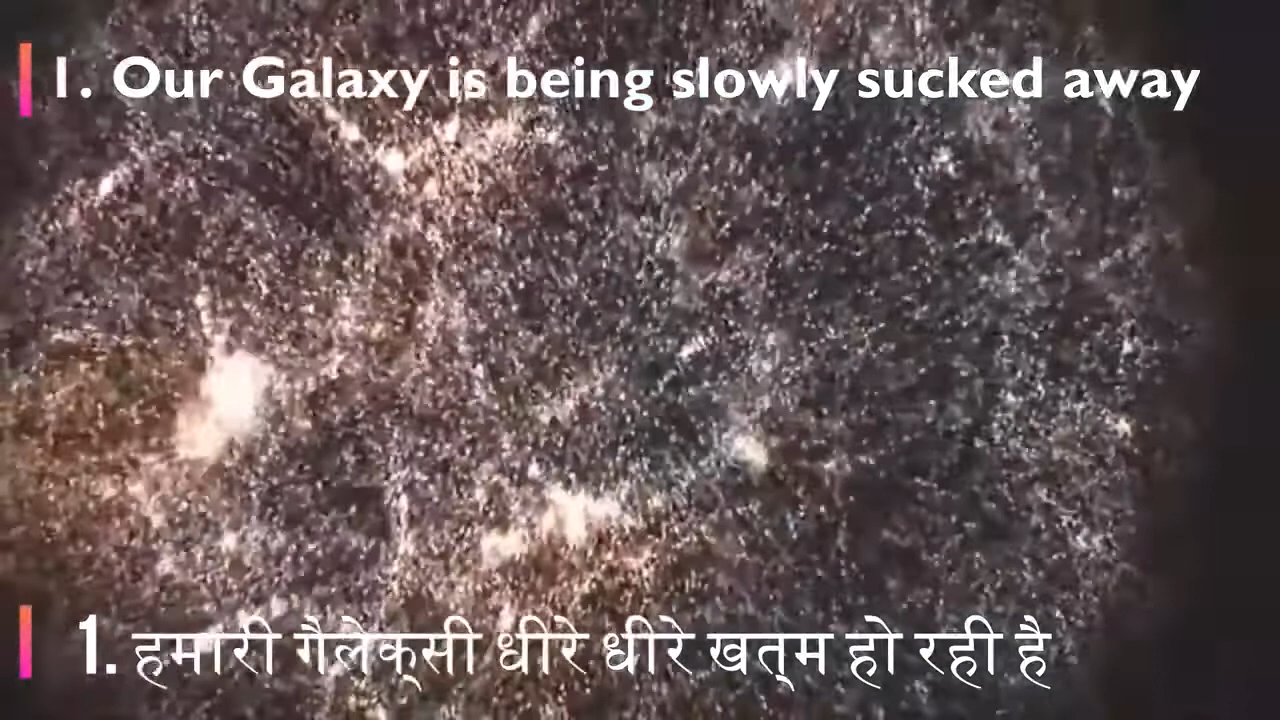 1. Our Galaxy is being slowly sucked away
1. हमारी गैलेक्सी धीरे धीरे खत्म हो रही है